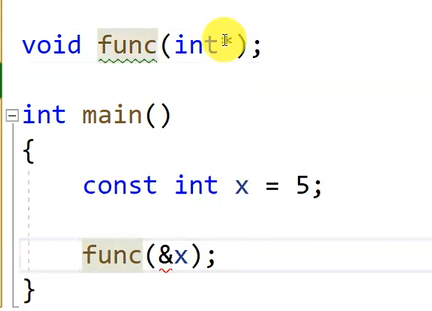 void func(int*);
int main()
{
const int x = 5;
func(&x);
}